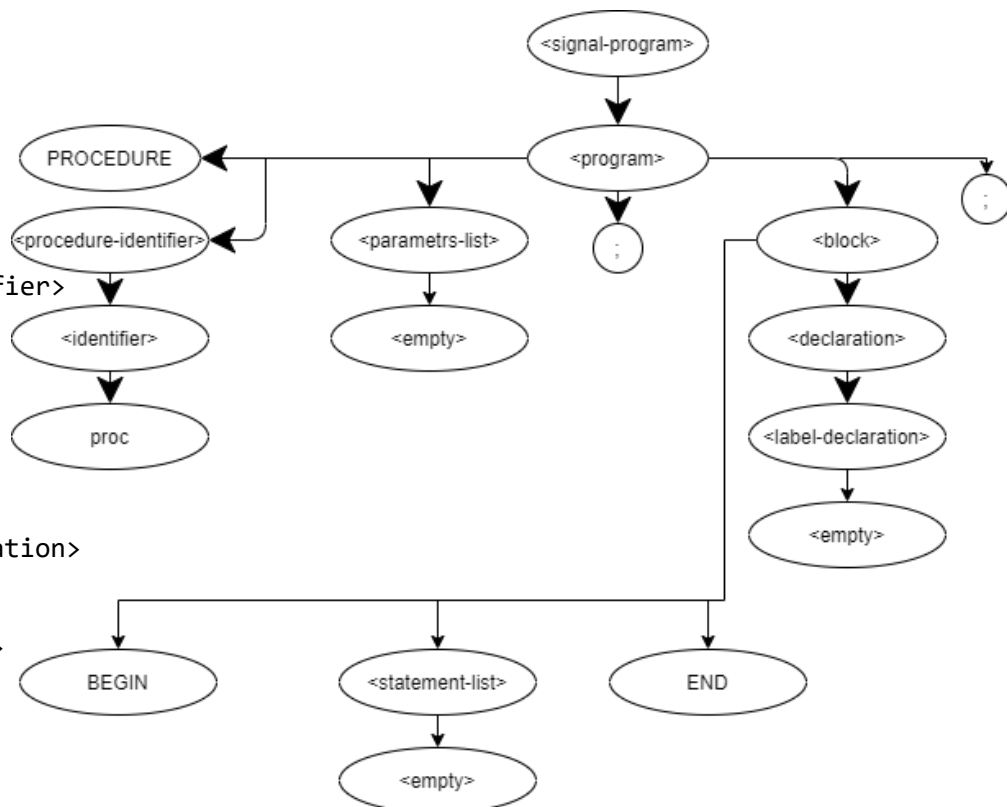 <signal-program>
PROCEDURE
<program>
;
<procedure-identifier>
<parametrs-list>
;
<block>
fier>
<identifier>
<empty>
<declaration>
proc
<label-declaration>
ation>
<empty>
>
BEGIN
<statement-list>
END
<empty>